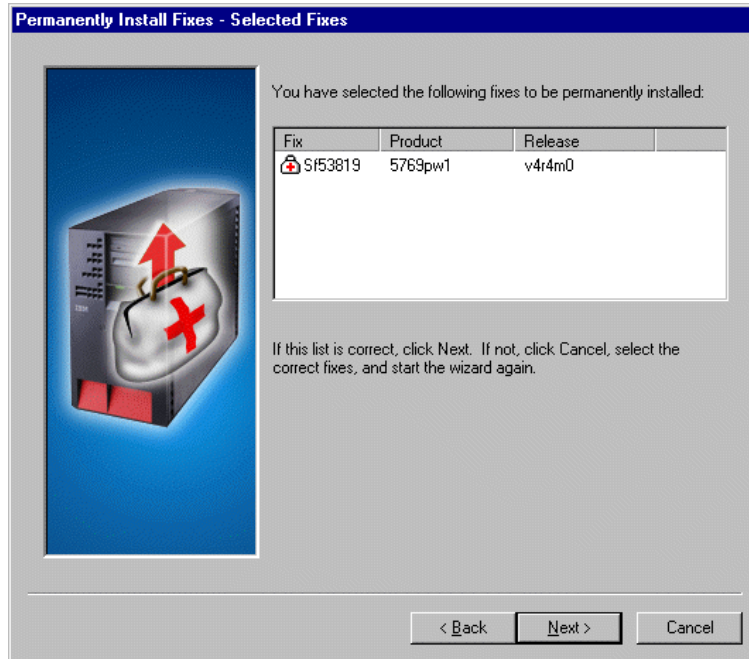 Permanently Install Fixes - Selected Fixes
You have selected the following fixes to be permanently installed:
Fix Product Release
Sf53819 5769pw1 v4r4m0
IBM
If this list is correct, click Next. If not, click Cancel, select the
correct fixes, and start the wizard again.
< Back Next > Cancel